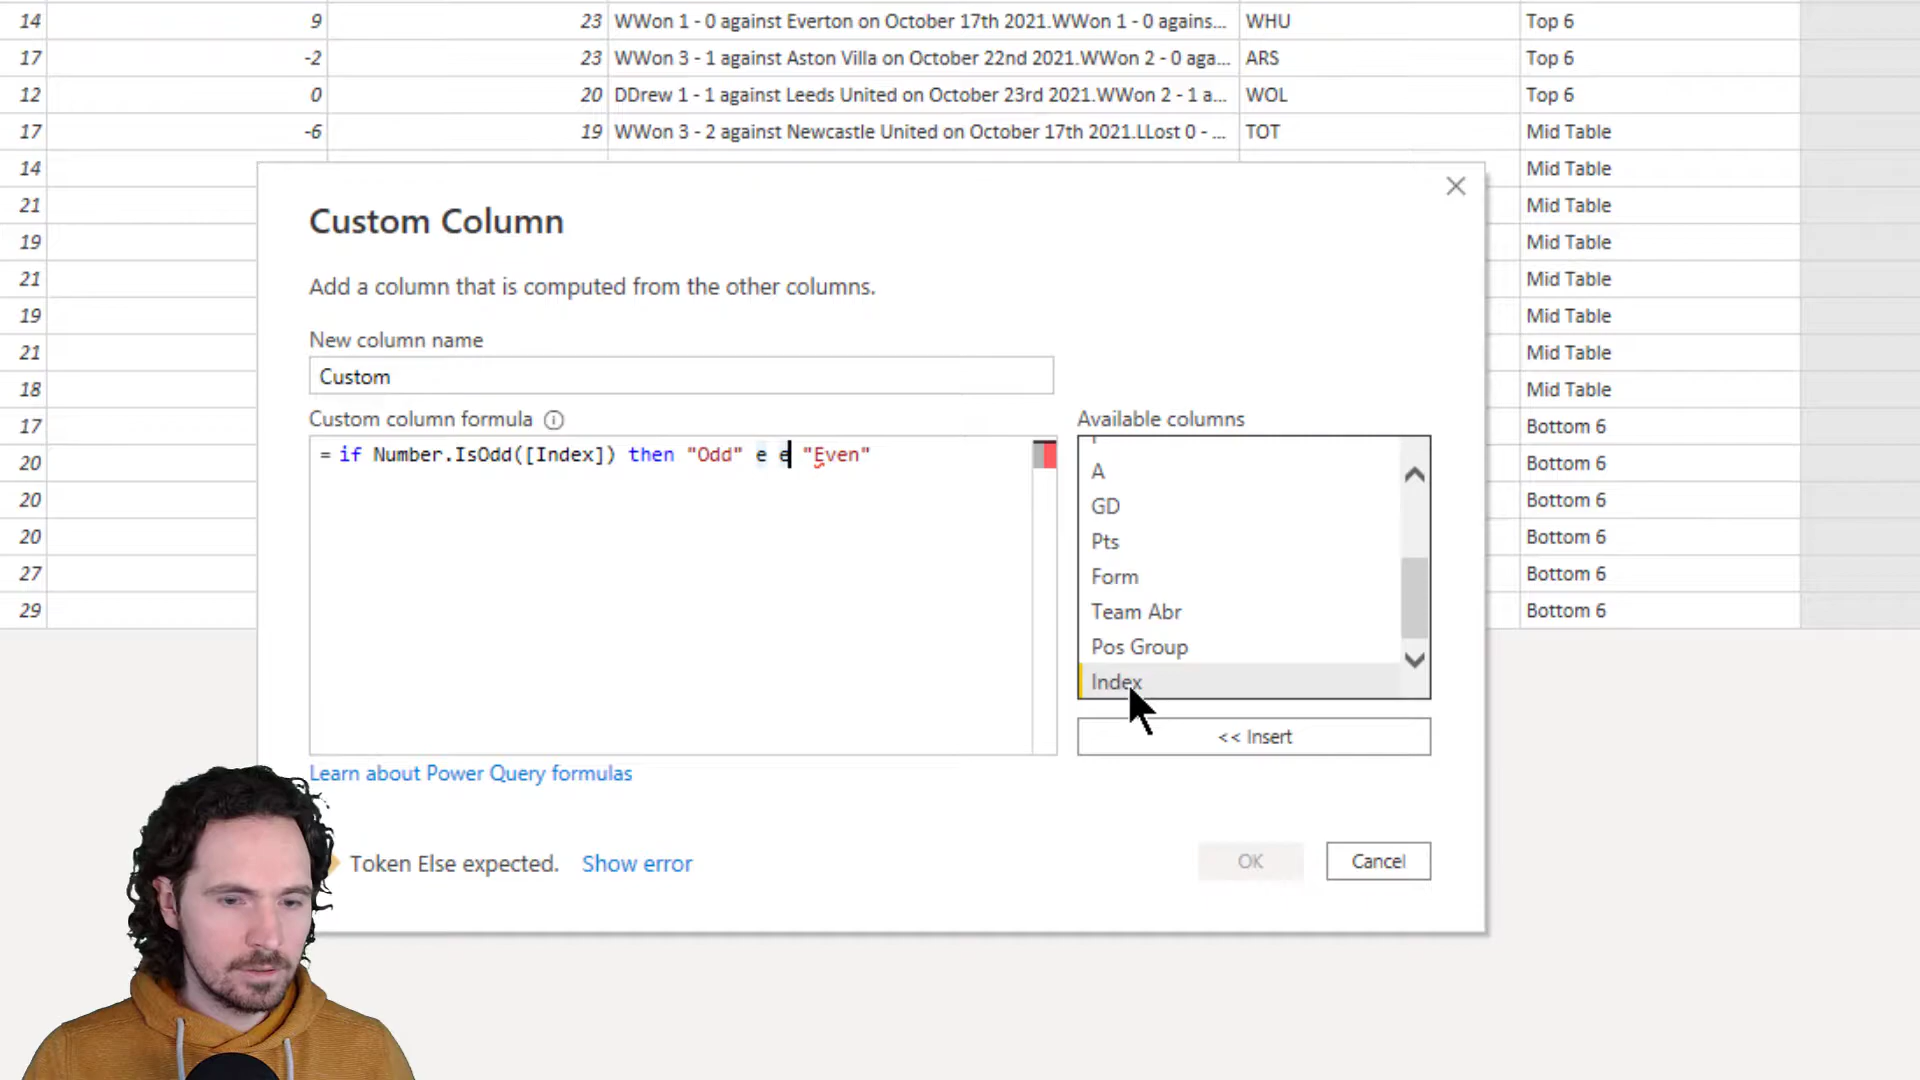 14 9 23 WWon 1 - 0 against Everton on October 17th 2021.WWon 1 - 0 agains... WHU Top 6
17 -2 23 WWon 3 - 1 against Aston Villa on October 22nd 2021.WWon 2 - 0 aga... ARS Top 6
12 0 20 DDrew 1 - 1 against Leeds United on October 23rd 2021.WWon 2 - 1 a... WOL Top 6
17 -6 19 WWon 3 - 2 against Newcastle United on October 17th 2021.LLost 0 - ... TOT Mid Table
14 Mid Table
21 Mid Table
19 Mid Table
21 Mid Table
19 Mid Table
21 Mid Table
18 Mid Table
17 Bottom 6
20 Bottom 6
20 Bottom 6
20 Bottom 6
27 Bottom 6
29 Bottom 6
Custom Column
Add a column that is computed from the other columns.
New column name
Custom
Custom column formula
= if Number.IsOdd([Index]) then "Odd" e e "Even"
Available columns
A
GD
Pts
Form
Team Abr
Pos Group
Index
<< Insert
Learn about Power Query formulas
Token Else expected. Show error
OK
Cancel